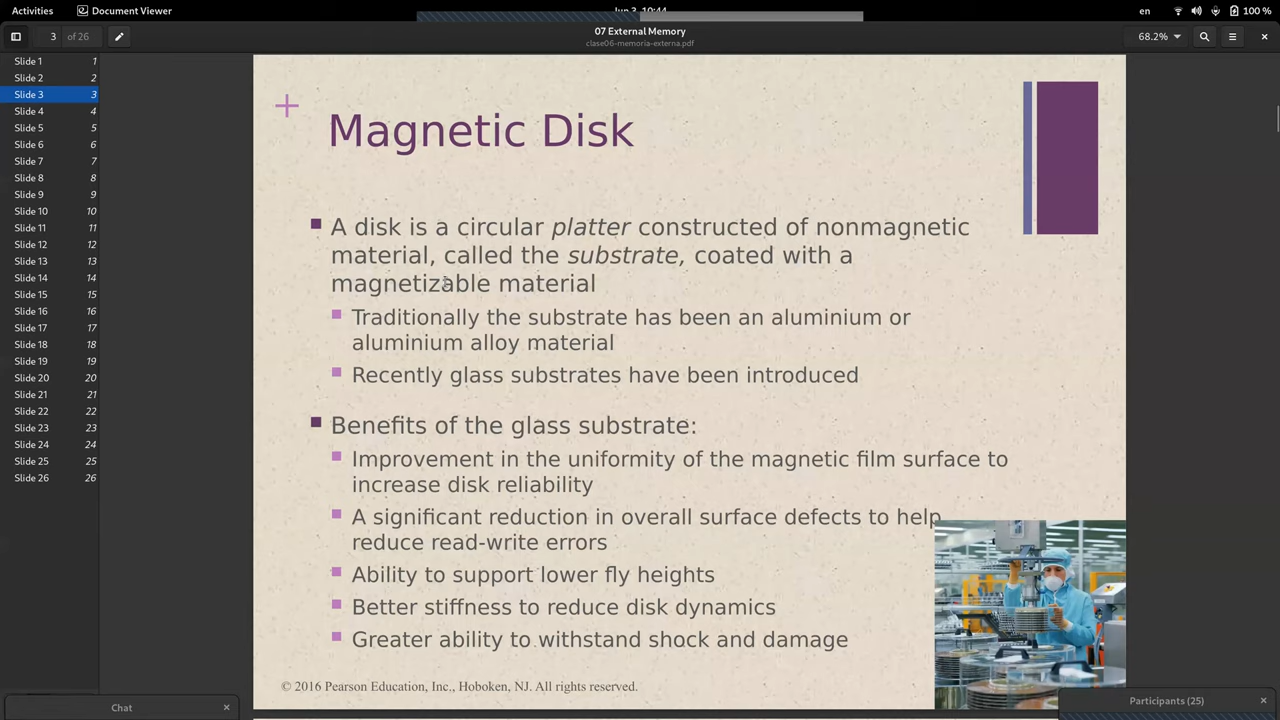 Activities
Document Viewer
Jun 3, 10:44
en
100 %
3 of 26
07 External Memory
clase06-memoria-externa.pdf
68.2%
Slide 1 1
Slide 2 2
Slide 3 3
Slide 4 4
Slide 5 5
Slide 6 6
Slide 7 7
Slide 8 8
Slide 9 9
Slide 10 10
Slide 11 11
Slide 12 12
Slide 13 13
Slide 14 14
Slide 15 15
Slide 16 16
Slide 17 17
Slide 18 18
Slide 19 19
Slide 20 20
Slide 21 21
Slide 22 22
Slide 23 23
Slide 24 24
Slide 25 25
Slide 26 26
+
Magnetic Disk
A disk is a circular platter constructed of nonmagnetic
material, called the substrate, coated with a
magnetizable material
Traditionally the substrate has been an aluminium or
aluminium alloy material
Recently glass substrates have been introduced
Benefits of the glass substrate:
Improvement in the uniformity of the magnetic film surface to
increase disk reliability
A significant reduction in overall surface defects to help
reduce read-write errors
Ability to support lower fly heights
Better stiffness to reduce disk dynamics
Greater ability to withstand shock and damage
© 2016 Pearson Education, Inc., Hoboken, NJ. All rights reserved.
Chat
Participants (25)